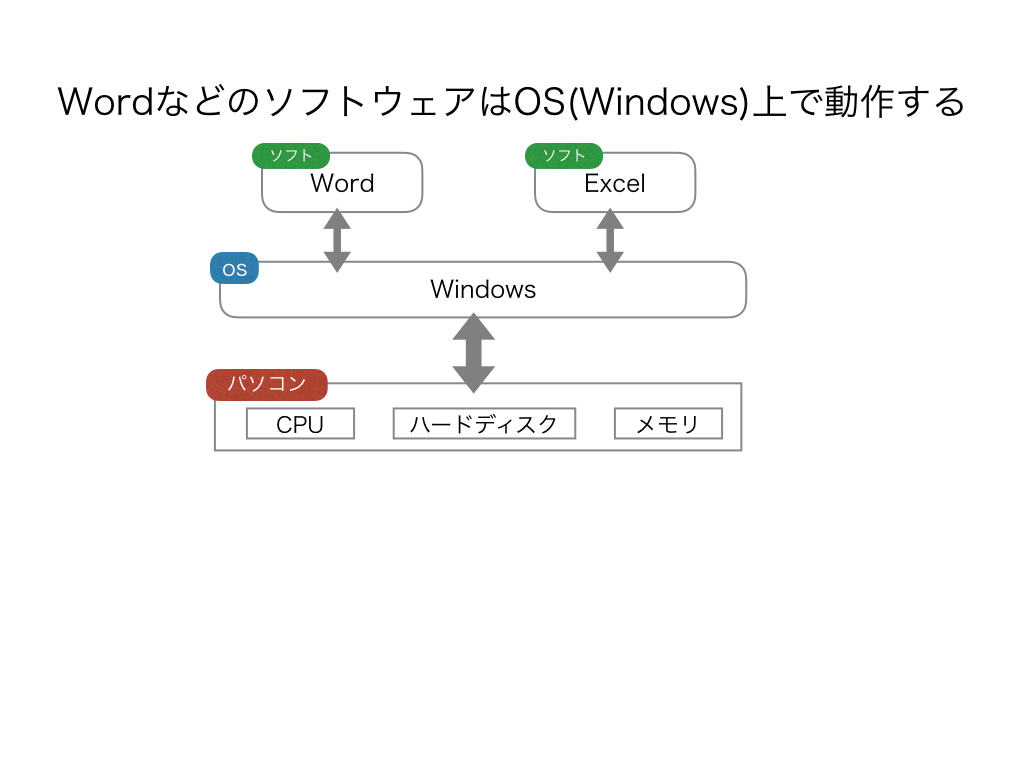 WordなどのソフトウェアはOS(Windows)上で動作する
ソフト
ソフト
Word
Excel
OS
Windows
パソコン
CPU
ハードディスク
メモリ